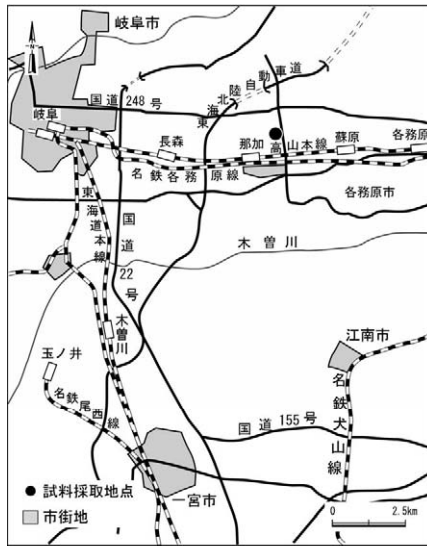 岐阜市
国道248号
東海北陸自動車道
岐阜
長森
那加
高山本線
蘇原
各務原
名鉄各務原線
各務原市
東海道本線
国道22号
木曽川
木曽川
玉ノ井
名鉄尾西線
江南市
名鉄犬山線
国道155号
一宮市
●試料採取地点
市街地
0 2.5km